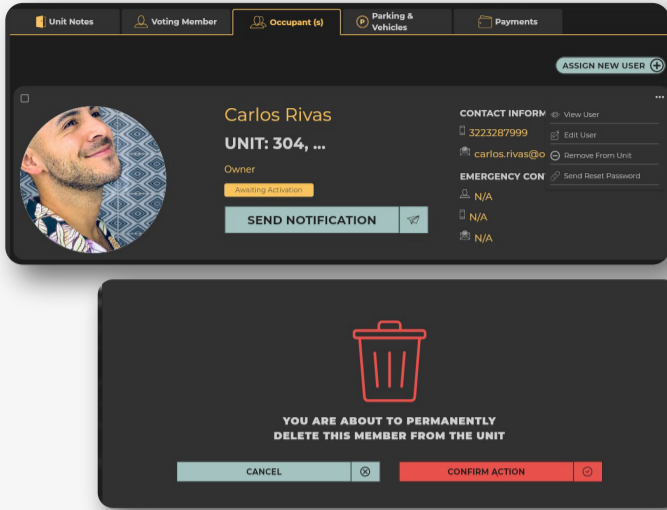 Unit Notes
Voting Member
Occupant (s)
P Parking & Vehicles
Payments
ASSIGN NEW USER
Carlos Rivas
UNIT: 304, ...
Owner
Awaiting Activation
SEND NOTIFICATION
CONTACT INFORM
3223287999
carlos.rivas@o
EMERGENCY CON
N/A
N/A
N/A
...
View User
Edit User
Remove From Unit
Send Reset Password
YOU ARE ABOUT TO PERMANENTLY
DELETE THIS MEMBER FROM THE UNIT
CANCEL
CONFIRM ACTION